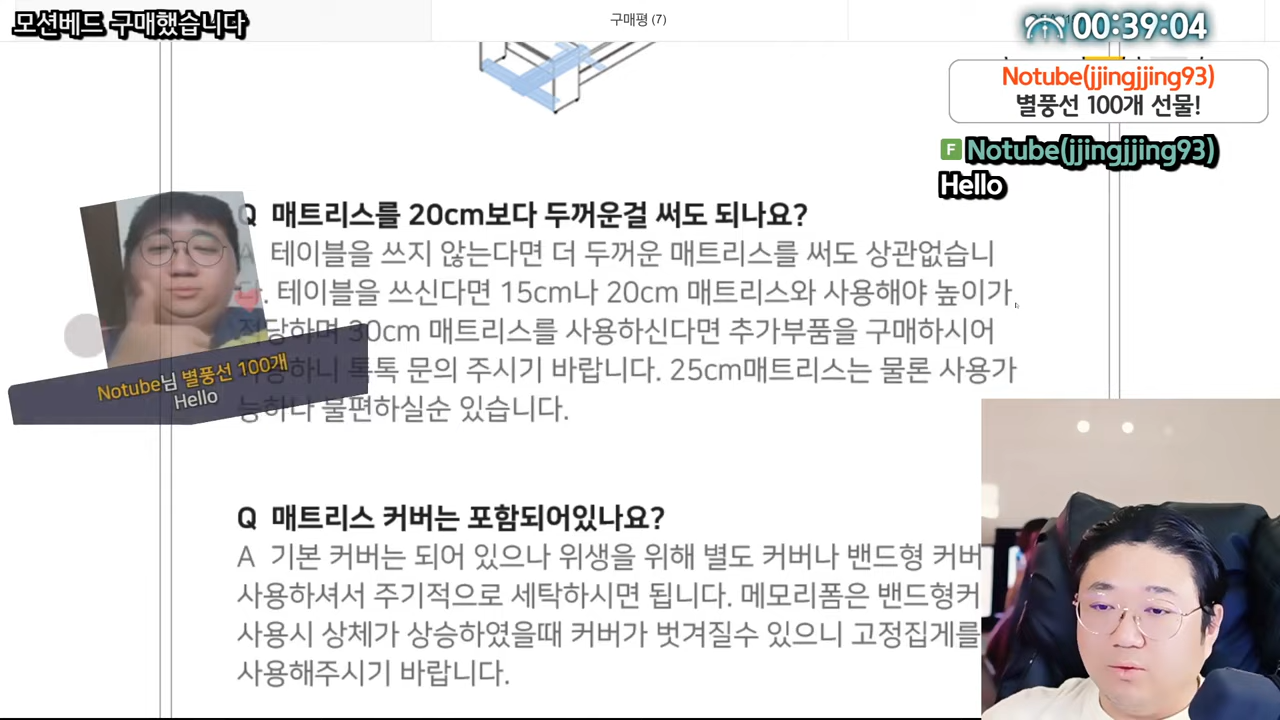 모션베드 구매했습니다
구매평 (7)
00:39:04
Notube(jjingjjing93)
별풍선 100개 선물!
F Notube(jjingjjing93)
Hello
Q 매트리스를 20cm보다 두꺼운걸 써도 되나요?
A 테이블을 쓰지 않는다면 더 두꺼운 매트리스를 써도 상관없습니
다. 테이블을 쓰신다면 15cm나 20cm 매트리스와 사용해야 높이가
적당하며 30cm 매트리스를 사용하신다면 추가부품을 구매하시어
사용하니 톡톡 문의 주시기 바랍니다. 25cm매트리스는 물론 사용가
능하나 불편하실순 있습니다.
Notube님 별풍선 100개
Hello
Q 매트리스 커버는 포함되어있나요?
A 기본 커버는 되어 있으나 위생을 위해 별도 커버나 밴드형 커버
사용하셔서 주기적으로 세탁하시면 됩니다. 메모리폼은 밴드형커
사용시 상체가 상승하였을때 커버가 벗겨질수 있으니 고정집게를
사용해주시기 바랍니다.